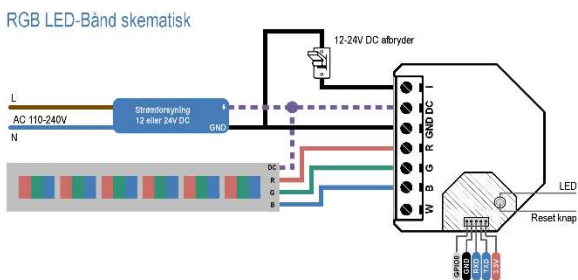 RGB LED-Bånd skematisk
12-24V DC afbryder
L
AC 110-240V
N
Strømforsyning
12 eller 24V DC
+
GND
DC
R
G
B
I
DC
GND
R
G
B
W
LED
Reset knap
GPIO0
GND
RXD
TXD
3.3V